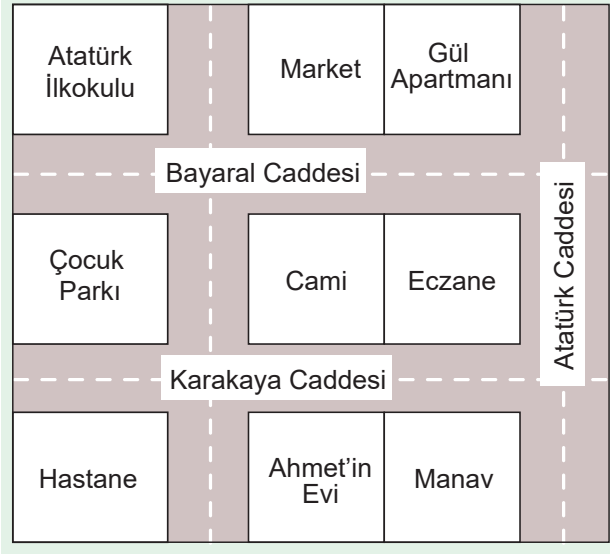 Atatürk
İlkokulu
Market
Gül
Apartmanı
Bayaral Caddesi
Çocuk
Parkı
Cami
Eczane
Atatürk Caddesi
Karakaya Caddesi
Hastane
Ahmet’in
Evi
Manav